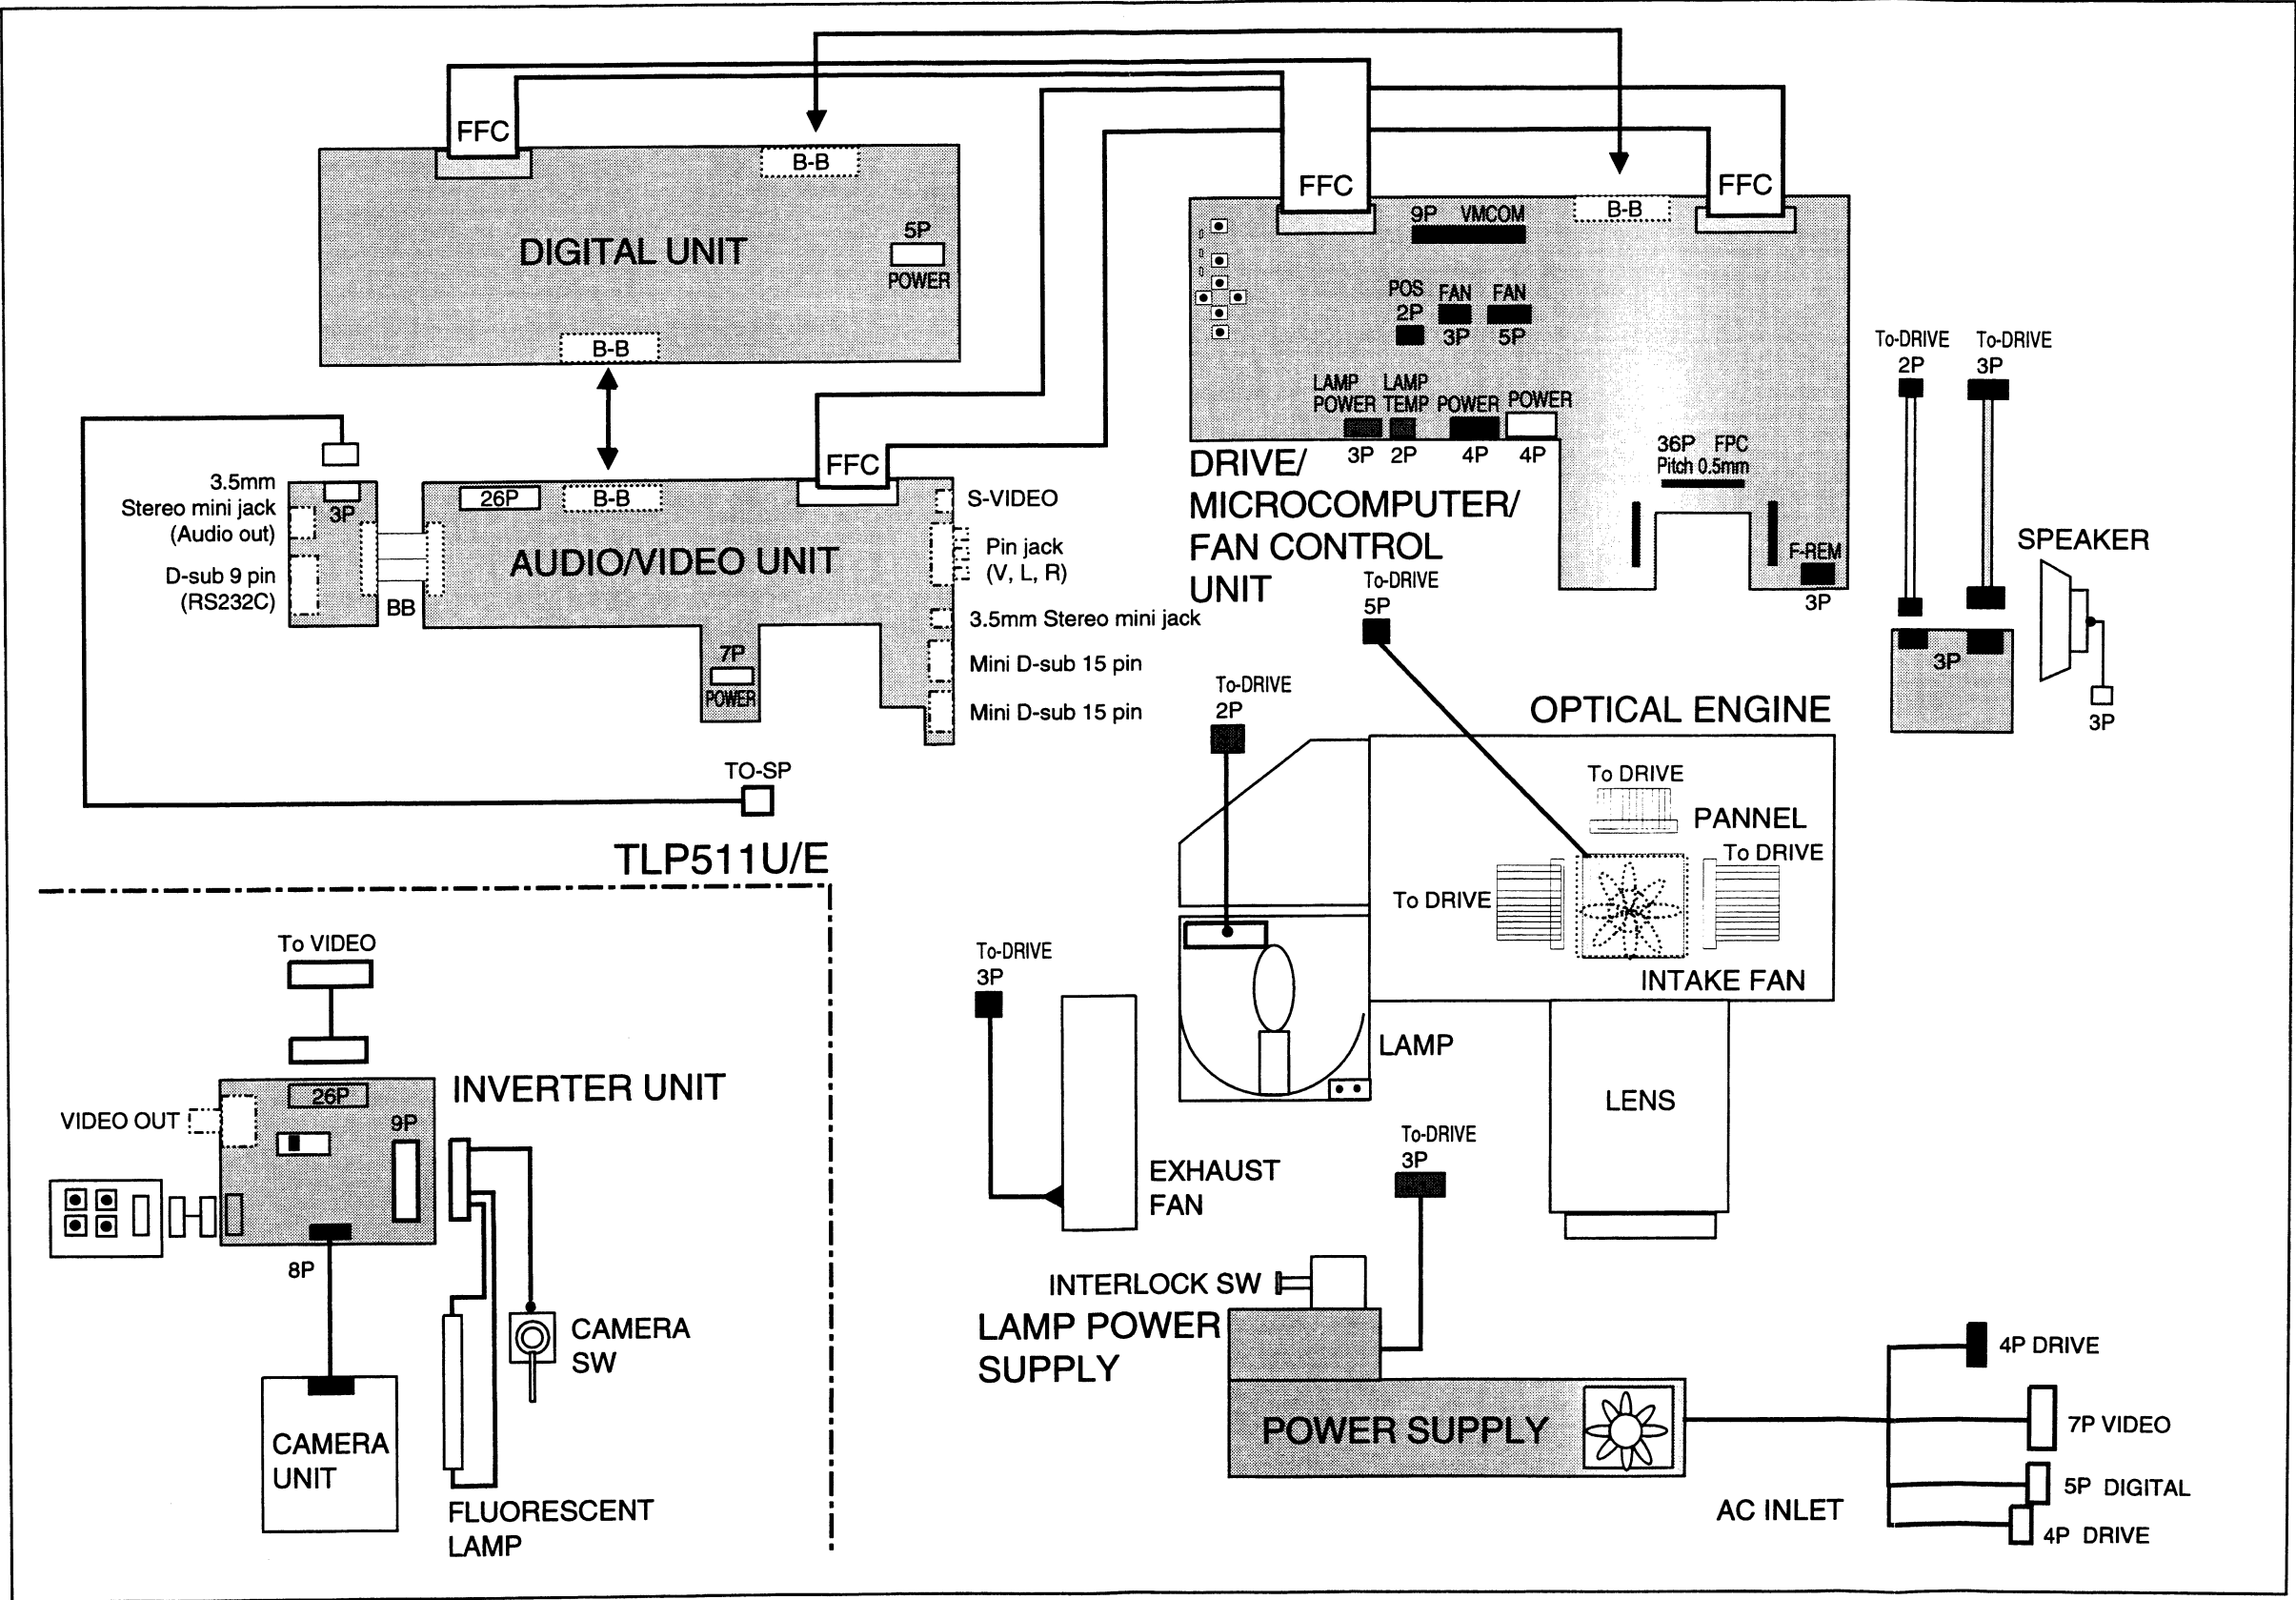 FFC
B-B
DIGITAL UNIT
5P
POWER
B-B
FFC
FFC
9P VMCOM
B-B
POS
2P
FAN
3P
FAN
5P
LAMP
POWER
3P
LAMP
TEMP
2P
POWER
4P
POWER
4P
36P FPC
Pitch 0.5mm
F-REM
3P
DRIVE/
MICROCOMPUTER/
FAN CONTROL
UNIT
To-DRIVE
2P
To-DRIVE
3P
SPEAKER
3P
3P
3.5mm
Stereo mini jack
(Audio out)
D-sub 9 pin
(RS232C)
3P
BB
26P
B-B
FFC
AUDIO/VIDEO UNIT
7P
POWER
S-VIDEO
Pin jack
(V, L, R)
3.5mm Stereo mini jack
Mini D-sub 15 pin
Mini D-sub 15 pin
TO-SP
To-DRIVE
5P
To-DRIVE
2P
OPTICAL ENGINE
To DRIVE
PANNEL
To DRIVE
To DRIVE
INTAKE FAN
LAMP
LENS
To-DRIVE
3P
EXHAUST
FAN
To-DRIVE
3P
INTERLOCK SW
LAMP POWER
SUPPLY
POWER SUPPLY
AC INLET
4P DRIVE
7P VIDEO
5P DIGITAL
4P DRIVE
TLP511U/E
To VIDEO
INVERTER UNIT
26P
9P
VIDEO OUT
8P
CAMERA
UNIT
CAMERA
SW
FLUORESCENT
LAMP